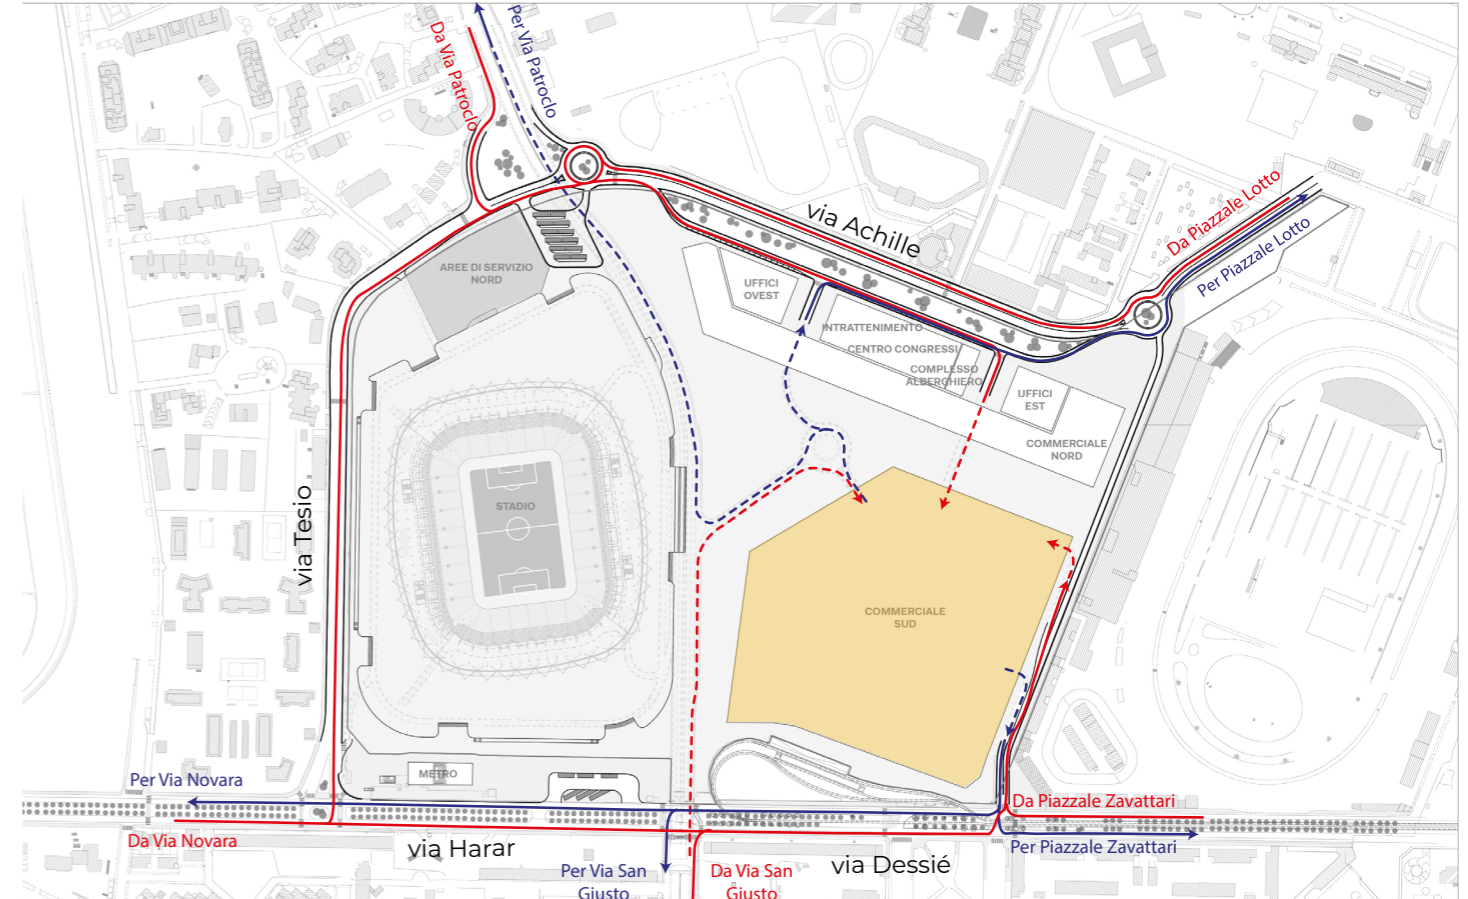 Da Via Patroclo
Per Via Patroclo
via Achille
Da Piazzale Lotto
Per Piazzale Lotto
AREE DI SERVIZIO
NORD
UFFICI
OVEST
INTRATTENIMENTO
CENTRO CONGRESSI
COMPLESSO
ALBERGHIERO
UFFICI
EST
COMMERCIALE
NORD
STADIO
via Tesio
COMMERCIALE
SUD
METRO
Per Via Novara
Da Via Novara
via Harar
Per Via San
Giusto
Da Via San
Giusto
via Dessié
Da Piazzale Zavattari
Per Piazzale Zavattari